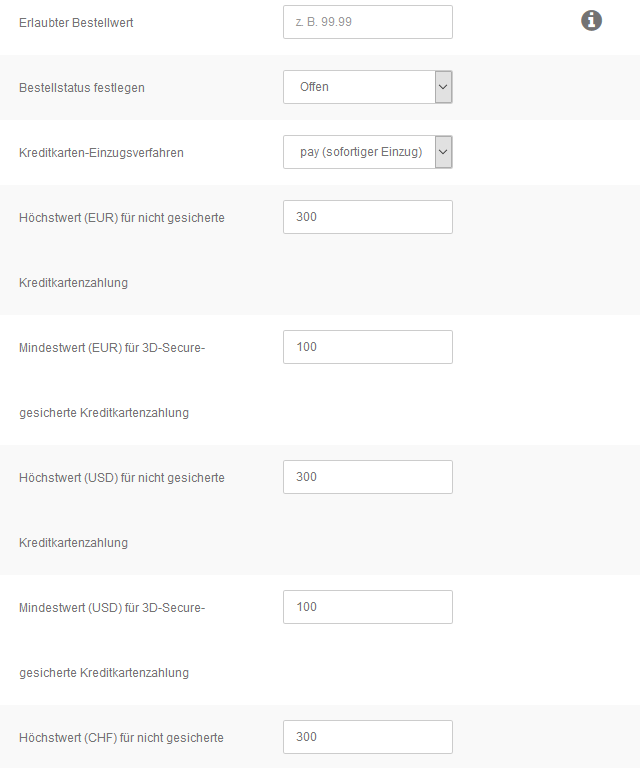 Erlaubter Bestellwert
z. B. 99.99
Bestellstatus festlegen
Offen
Kreditkarten-Einzugsverfahren
pay (sofortiger Einzug)
Höchstwert (EUR) für nicht gesicherte
300
Kreditkartenzahlung
Mindestwert (EUR) für 3D-Secure-
100
gesicherte Kreditkartenzahlung
Höchstwert (USD) für nicht gesicherte
300
Kreditkartenzahlung
Mindestwert (USD) für 3D-Secure-
100
gesicherte Kreditkartenzahlung
Höchstwert (CHF) für nicht gesicherte
300